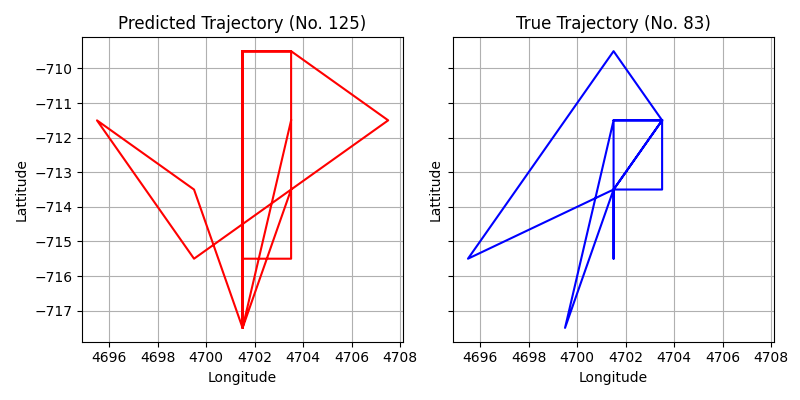 Predicted Trajectory (No. 125)
True Trajectory (No. 83)
Lattitude
−710
−711
−712
−713
−714
−715
−716
−717
4696 4698 4700 4702 4704 4706 4708
Longitude
Lattitude
4696 4698 4700 4702 4704 4706 4708
Longitude